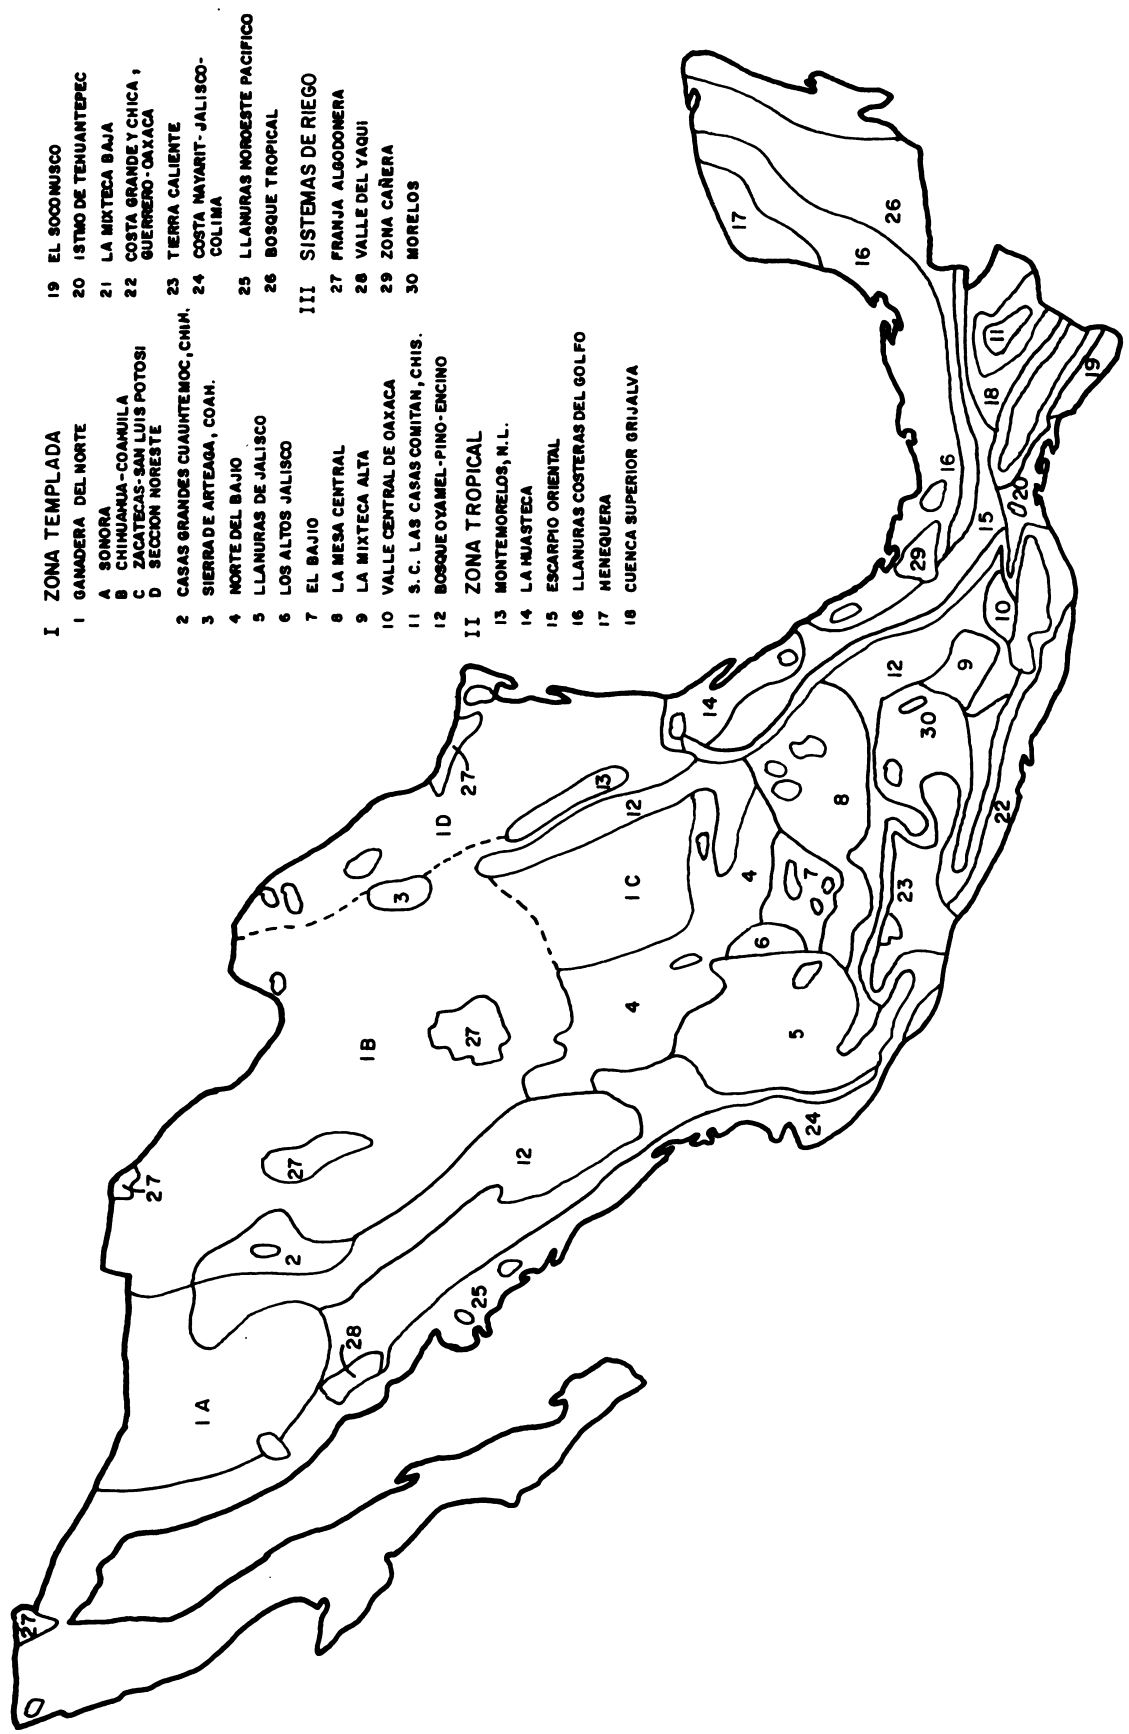 I ZONA TEMPLADA
1 GANADERA DEL NORTE
A SONORA
B CHIHUAHUA-COAHUILA
C ZACATECAS-SAN LUIS POTOSI
D SECCION NORESTE
2 CASAS GRANDES CUAUHTEMOC, CHIH.
3 SIERRA DE ARTEAGA, COAH.
4 NORTE DEL BAJIO
5 LLANURAS DE JALISCO
6 LOS ALTOS JALISCO
7 EL BAJIO
8 LA MESA CENTRAL
9 LA MIXTECA ALTA
10 VALLE CENTRAL DE OAXACA
11 S. C. LAS CASAS COMITAN, CHIS.
12 BOSQUE OYAMEL-PINO-ENCINO
II ZONA TROPICAL
13 MONTEMORELOS, N.L.
14 LA HUASTECA
15 ESCARPIO ORIENTAL
16 LLANURAS COSTERAS DEL GOLFO
17 HENEQUERA
18 CUENCA SUPERIOR GRIJALVA
19 EL SOCONUSCO
20 ISTMO DE TEHUANTEPEC
21 LA MIXTECA BAJA
22 COSTA GRANDE Y CHICA,
GUERRERO-OAXACA
23 TIERRA CALIENTE
24 COSTA NAYARIT-JALISCO-
COLIMA
25 LLANURAS NOROESTE PACIFICO
26 BOSQUE TROPICAL
III SISTEMAS DE RIEGO
27 FRANJA ALGODONERA
28 VALLE DEL YAQUI
29 ZONA CAÑERA
30 MORELOS
27
1A
28
25
2
27
27
12
1B
27
3
1D
27
13
12
1C
4
4
5
6
7
8
24
23
22
30
14
12
9
10
29
15
20
16
18
11
19
16
17
26